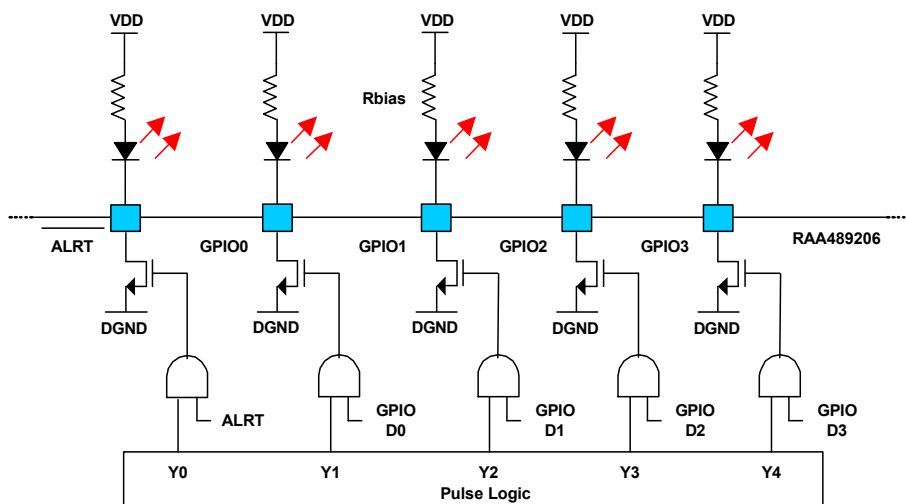 VDD VDD VDD VDD VDD
Rbias
ALRT GPIO0 GPIO1 GPIO2 GPIO3 RAA489206
DGND DGND DGND DGND DGND
ALRT GPIO D0 GPIO D1 GPIO D2 GPIO D3
Y0 Y1 Y2 Y3 Y4
Pulse Logic